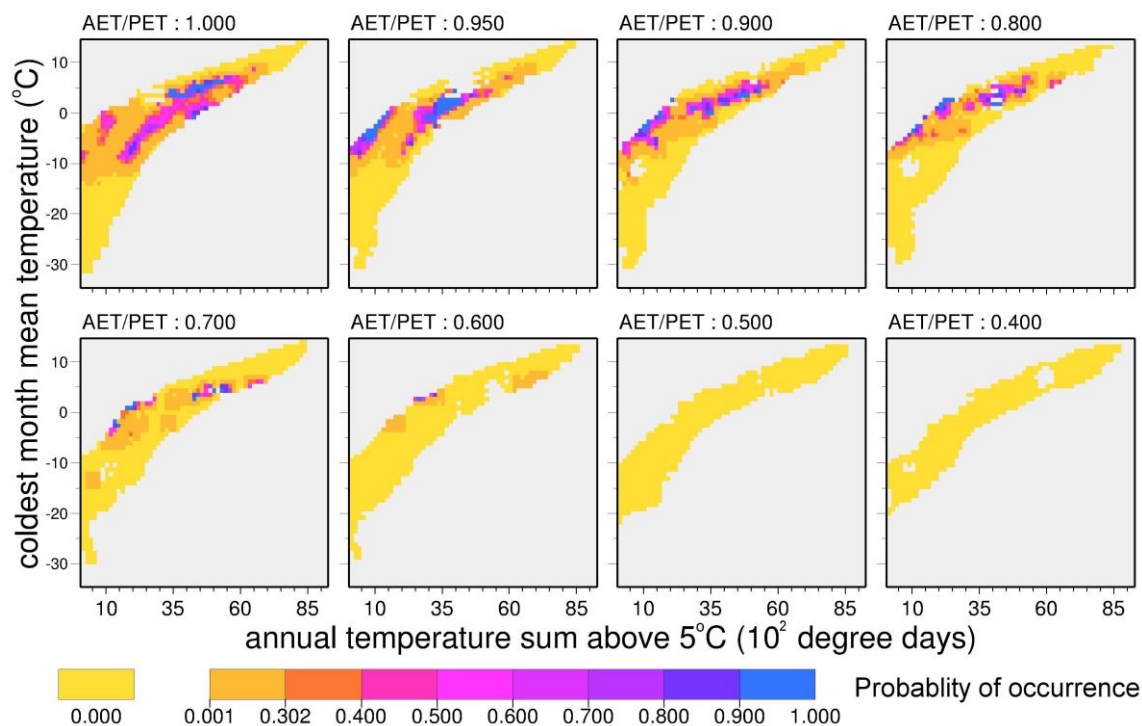 AET/PET : 1.000 AET/PET : 0.950 AET/PET : 0.900 AET/PET : 0.800
10
0
-10
-20
-30
AET/PET : 0.700 AET/PET : 0.600 AET/PET : 0.500 AET/PET : 0.400
10
0
-10
-20
-30
coldest month mean temperature (°C)
10 35 60 85 10 35 60 85 10 35 60 85 10 35 60 85
annual temperature sum above 5°C (10² degree days)
Probablity of occurrence
0.000 0.001 0.302 0.400 0.500 0.600 0.700 0.800 0.900 1.000